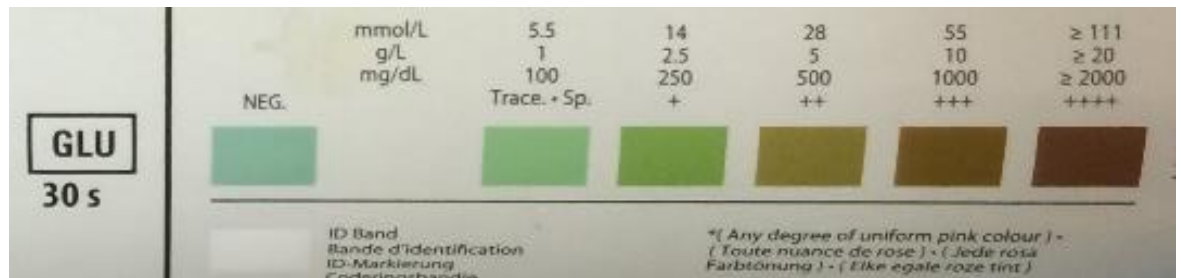 mmol/L 5.5 14 28 55 ≥ 111
g/L 1 2.5 5 10 ≥ 20
mg/dL 100 250 500 1000 ≥ 2000
NEG. Trace. • Sp. + ++ +++ ++++
GLU
30 s
ID Band
Bande d'identification
ID-Markierung
Coderingsbandje
*( Any degree of uniform pink colour ) -
( Toute nuance de rose ) - ( Jede rosa
Farbtönung ) - ( Elke egale roze tint )